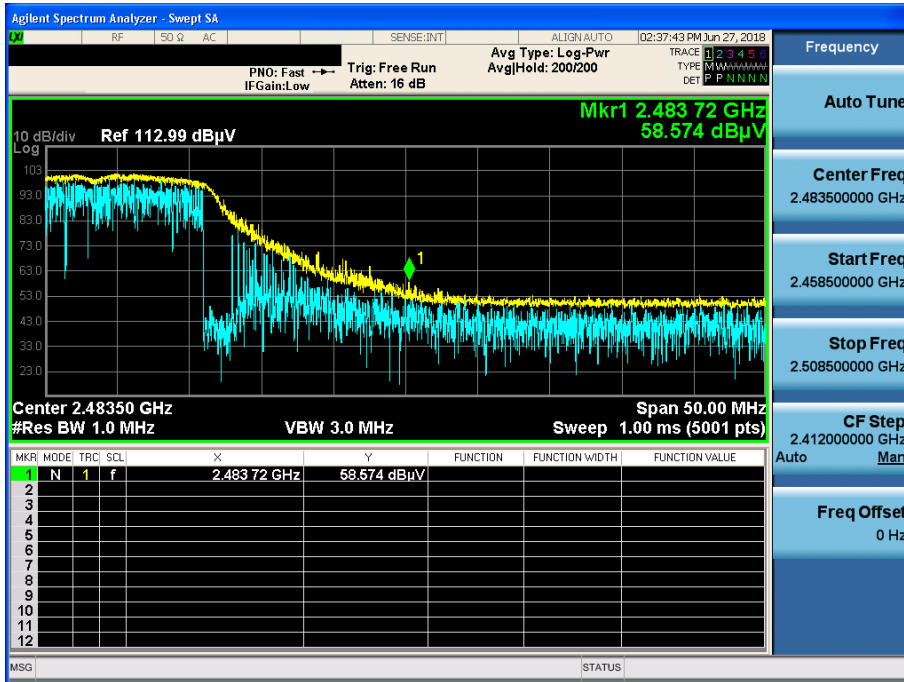 Agilent Spectrum Analyzer - Swept SA
LXI RF 50 Ω AC SENSE:INT ALIGN AUTO 02:37:43 PM Jun 27, 2018
PNO: Fast
IFGain:Low
Trig: Free Run
Atten: 16 dB
Avg Type: Log-Pwr
Avg|Hold: 200/200
TRACE 1 2 3 4 5 6
TYPE M W
DET P P N N N N
Mkr1 2.483 72 GHz
58.574 dBµV
10 dB/div Ref 112.99 dBµV
Log
103
93.0
83.0
73.0
63.0
53.0
43.0
33.0
23.0
1
Center 2.48350 GHz Span 50.00 MHz
#Res BW 1.0 MHz VBW 3.0 MHz Sweep 1.00 ms (5001 pts)
MKR MODE TRC SCL X Y FUNCTION FUNCTION WIDTH FUNCTION VALUE
1 N 1 f 2.483 72 GHz 58.574 dBµV
2
3
4
5
6
7
8
9
10
11
12
MSG STATUS
Frequency
Auto Tune
Center Freq
2.483500000 GHz
Start Freq
2.458500000 GHz
Stop Freq
2.508500000 GHz
CF Step
2.412000000 GHz
Auto Man
Freq Offset
0 Hz